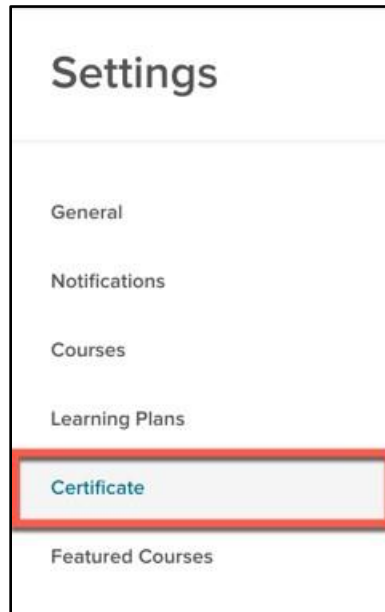 Settings
General
Notifications
Courses
Learning Plans
Certificate
Featured Courses